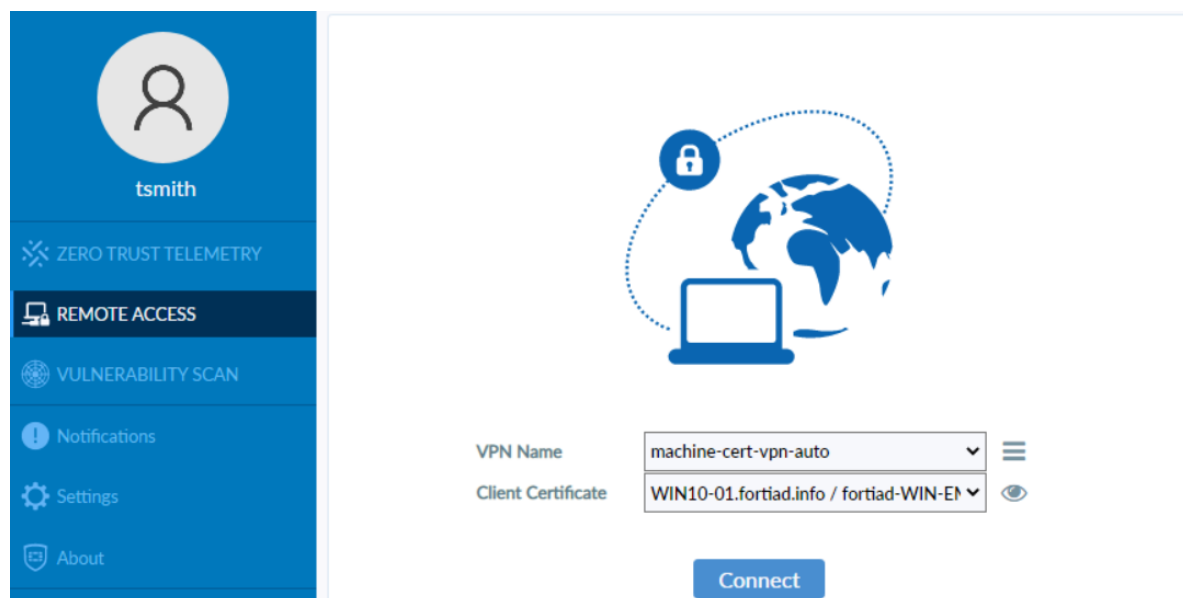 tsmith
ZERO TRUST TELEMETRY
REMOTE ACCESS
VULNERABILITY SCAN
Notifications
Settings
About
VPN Name machine-cert-vpn-auto
Client Certificate WIN10-01.fortiad.info / fortiad-WIN-
Connect